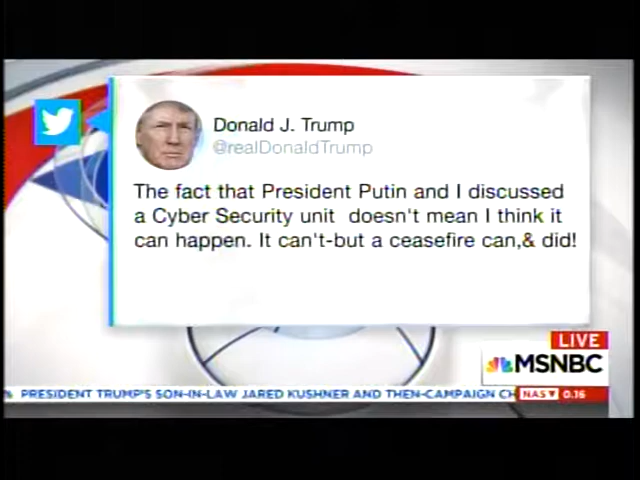 Donald J. Trump
@realDonaldTrump
The fact that President Putin and I discussed
a Cyber Security unit doesn't mean I think it
can happen. It can't-but a ceasefire can,& did!
LIVE
MSNBC
% PRESIDENT TRUMP'S SON-IN-LAW JARED KUSHNER AND THEN-CAMPAIGN CH
NAS ▼ 0.16